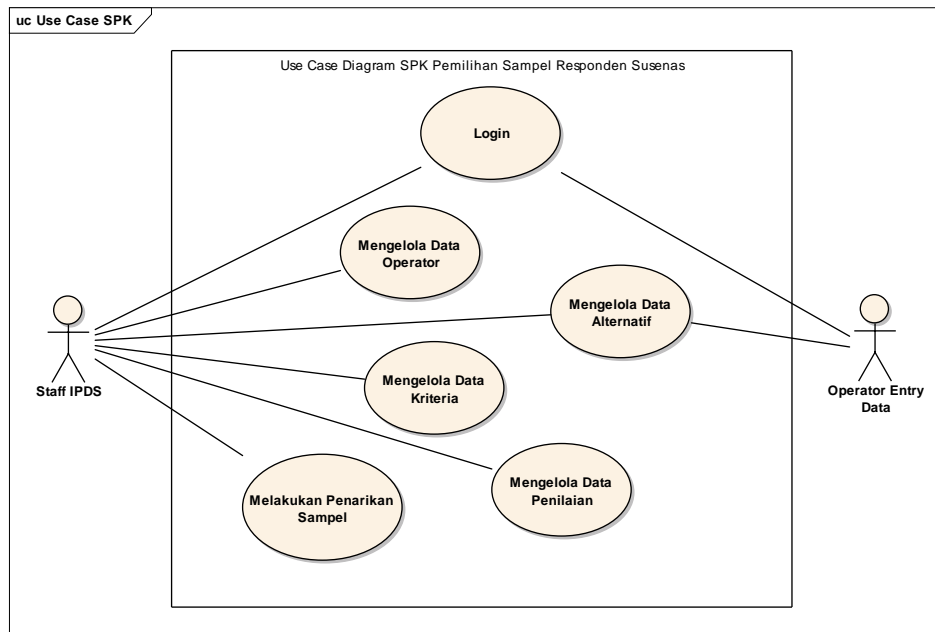 uc Use Case SPK
Use Case Diagram SPK Pemilihan Sampel Responden Susenas
Login
Mengelola Data
Operator
Mengelola Data
Alternatif
Staff IPDS
Operator Entry
Data
Mengelola Data
Kriteria
Melakukan Penarikan
Sampel
Mengelola Data
Penilaian